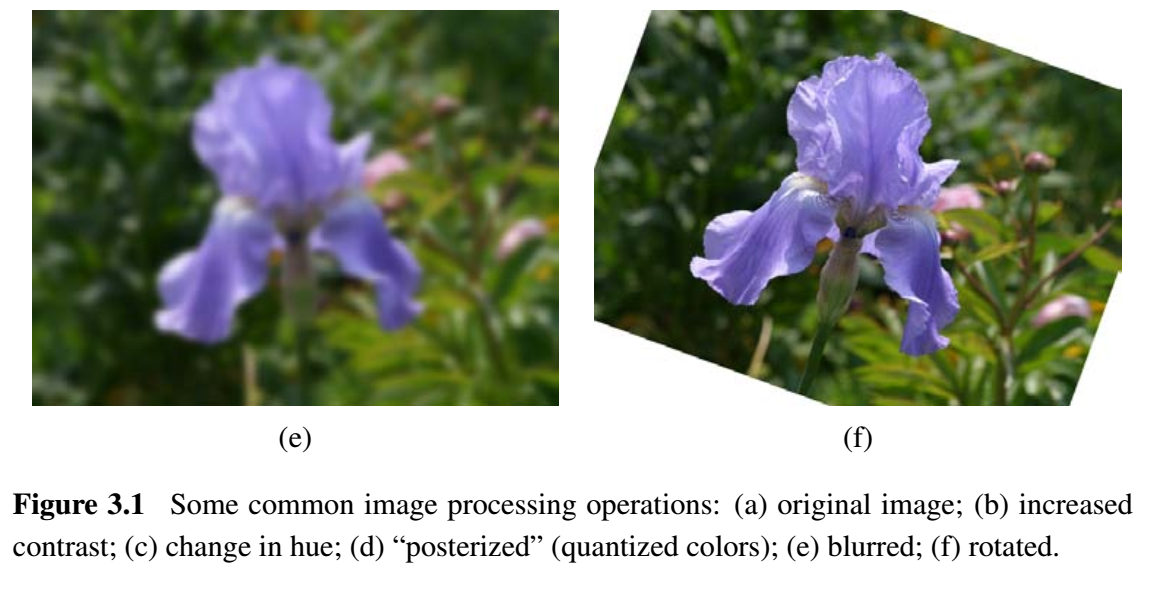 (e)
(f)
Figure 3.1 Some common image processing operations: (a) original image; (b) increased
contrast; (c) change in hue; (d) “posterized” (quantized colors); (e) blurred; (f) rotated.